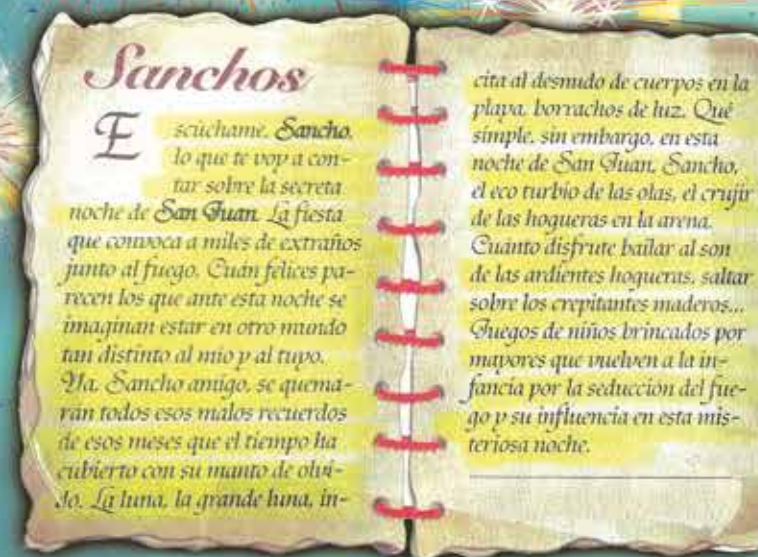 Sanchos
Escúchame, Sancho,
lo que te voy a con-
tar sobre la secreta
noche de San Juan. La fiesta
que convoca a miles de extraños
junto al fuego. Cuán felices pa-
recen los que ante esta noche se
imaginan estar en otro mundo
tan distinto al mio y al tuyo.
Ya, Sancho amigo, se quema-
rán todos esos malos recuerdos
de esos meses que el tiempo ha
cubierto con su manto de olvi-
do. La luna, la grande luna, in-
cita al desnudo de cuerpos en la
playa, borrachos de luz. Qué
simple, sin embargo, en esta
noche de San Juan, Sancho,
el eco turbio de las olas, el crujir
de las hogueras en la arena.
Cuánto disfrute bailar al son
de las ardientes hogueras, saltar
sobre los crepitantes maderos...
Juegos de niños brincados por
mayores que vuelven a la in-
fancia por la seducción del fue-
go y su influencia en esta mis-
teriosa noche.